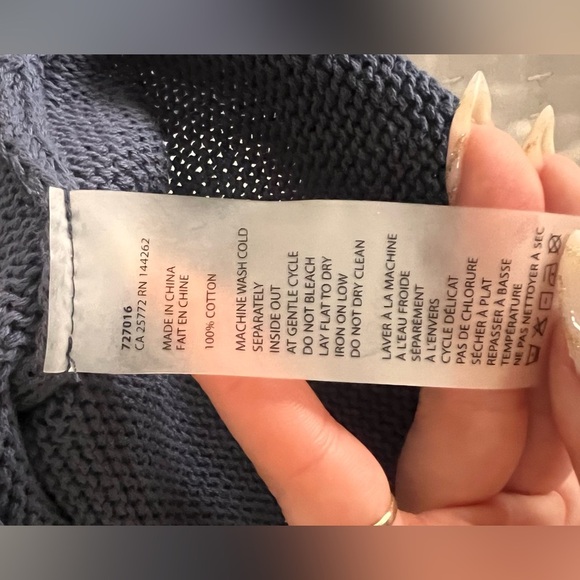 727016
CA 25772 RN 144262
MADE IN CHINA
FAIT EN CHINE
100% COTTON
MACHINE WASH COLD
SEPARATELY
INSIDE OUT
AT GENTLE CYCLE
DO NOT BLEACH
LAY FLAT TO DRY
IRON ON LOW
DO NOT DRY CLEAN
LAVER À LA MACHINE
À L'EAU FROIDE
SÉPARÉMENT
À L'ENVERS
CYCLE DÉLICAT
PAS DE CHLORURE
SÉCHER À PLAT
REPASSER À BASSE
TEMPÉRATURE
NE PAS NETTOYER À SEC